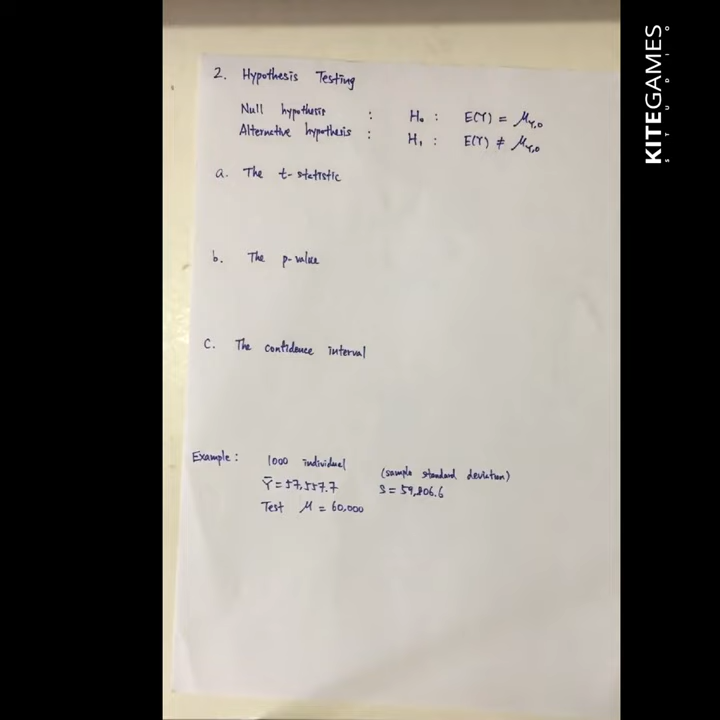 2. Hypothesis Testing
Null hypothesis : H₀ : E(Y) = μY,0
Alternative hypothesis : H₁ : E(Y) ≠ μY,0
a. The t-statistic
b. The p-value
c. The confidence interval
Example : 1000 individual
(sample standard deviation)
Ȳ = 57,557.7 S = 59,806.6
Test μ = 60,000
KITEGAMES
STUDIO